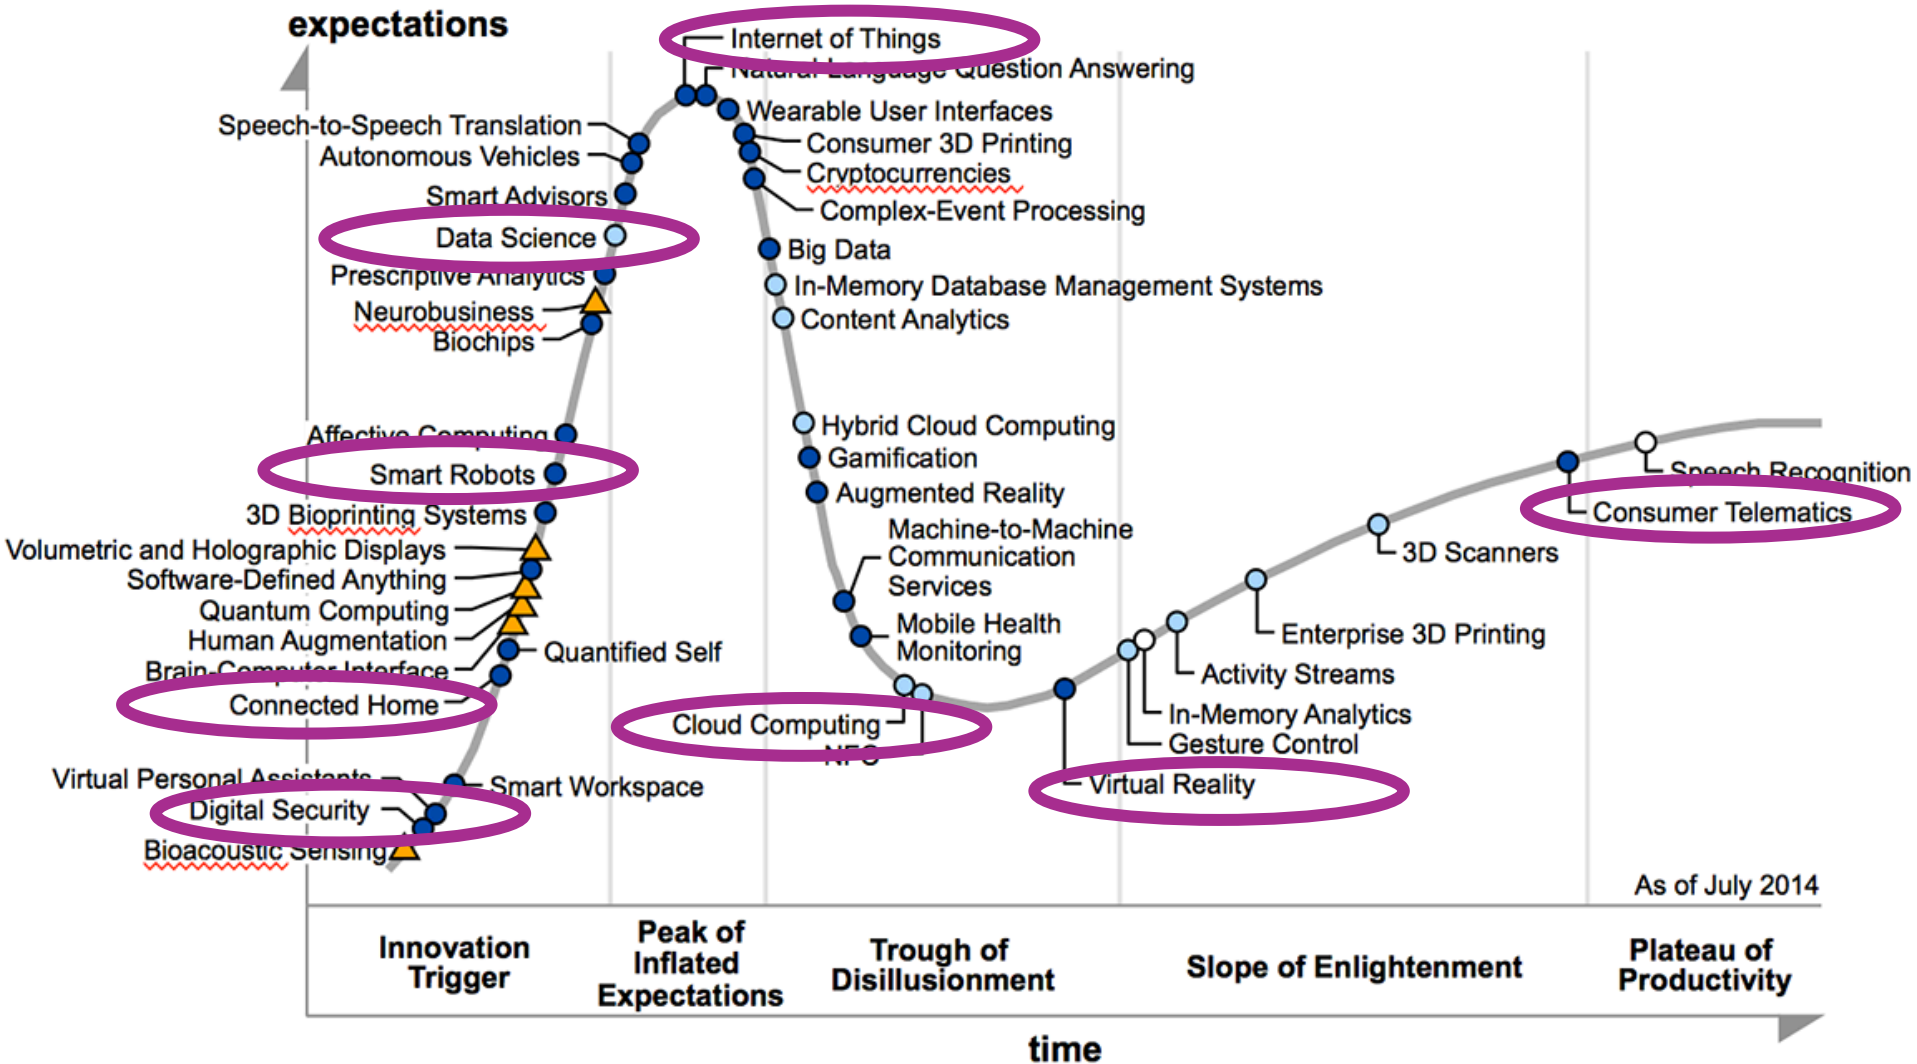 expectations
Internet of Things
Natural Language Question Answering
Wearable User Interfaces
Consumer 3D Printing
Cryptocurrencies
Complex-Event Processing
Speech-to-Speech Translation
Autonomous Vehicles
Smart Advisors
Data Science
Prescriptive Analytics
Neurobusiness
Biochips
Big Data
In-Memory Database Management Systems
Content Analytics
Affective Computing
Smart Robots
3D Bioprinting Systems
Volumetric and Holographic Displays
Software-Defined Anything
Quantum Computing
Human Augmentation
Brain-Computer Interface
Quantified Self
Connected Home
Virtual Personal Assistants
Smart Workspace
Digital Security
Bioacoustic Sensing
Hybrid Cloud Computing
Gamification
Augmented Reality
Machine-to-Machine
Communication
Services
Mobile Health
Monitoring
Cloud Computing
NFC
Virtual Reality
Gesture Control
In-Memory Analytics
Activity Streams
Enterprise 3D Printing
3D Scanners
Consumer Telematics
Speech Recognition
As of July 2014
Innovation
Trigger
Peak of
Inflated
Expectations
Trough of
Disillusionment
Slope of Enlightenment
Plateau of
Productivity
time